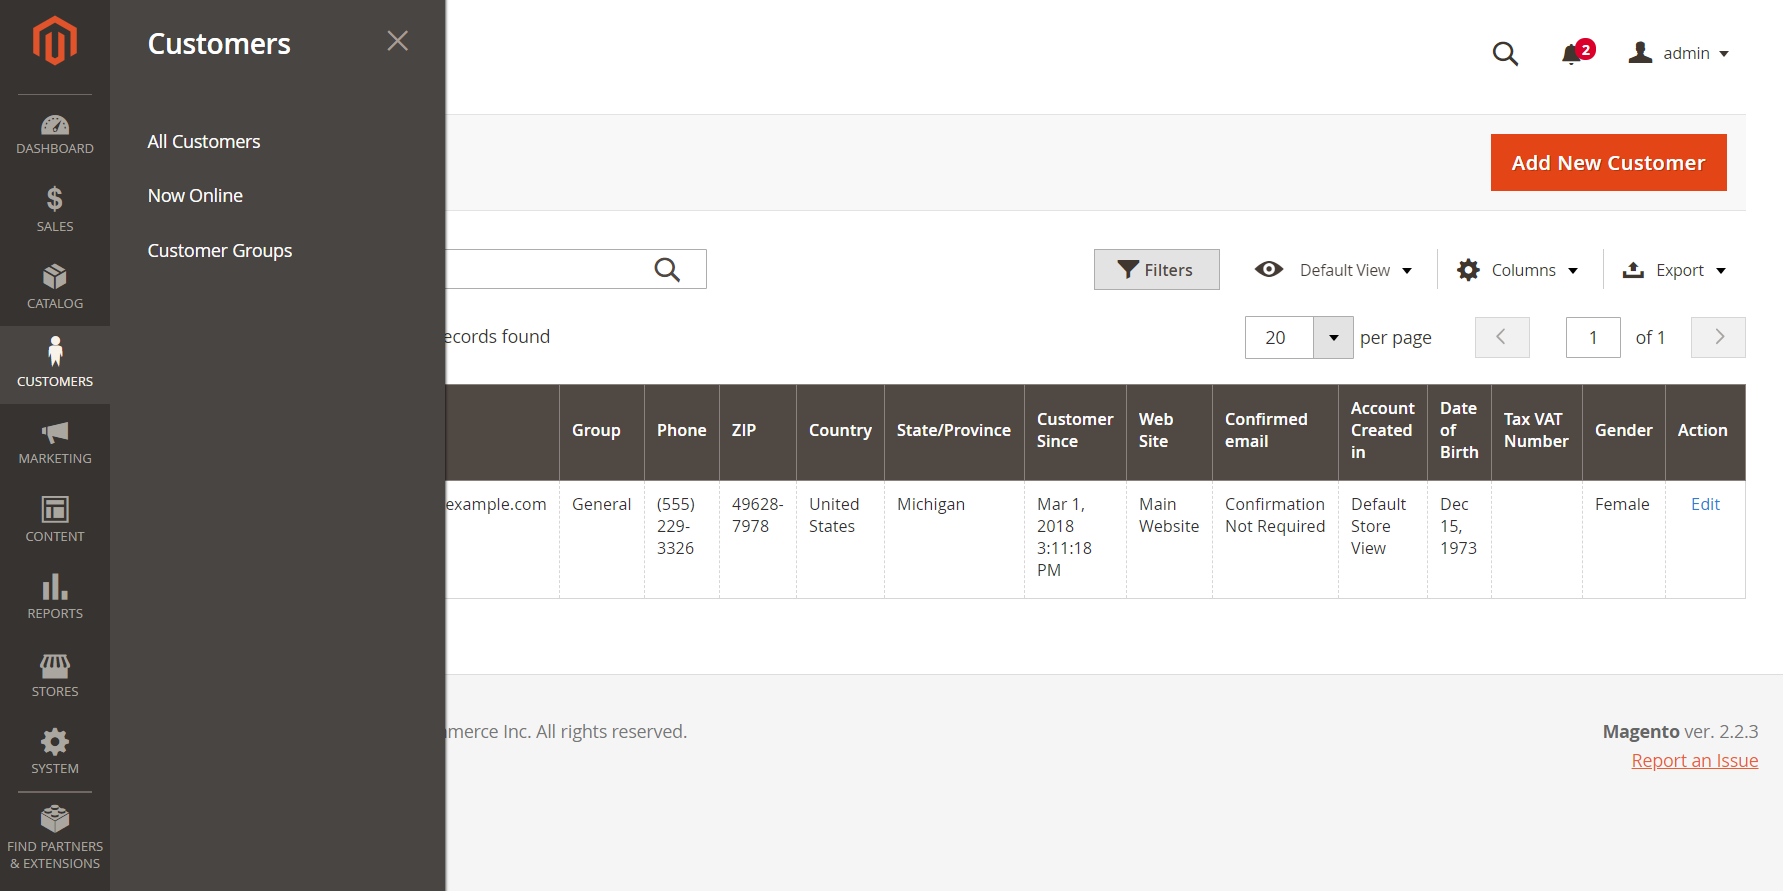 Customers
All Customers
Now Online
Customer Groups
DASHBOARD
SALES
CATALOG
CUSTOMERS
MARKETING
CONTENT
REPORTS
STORES
SYSTEM
FIND PARTNERS
& EXTENSIONS
2
admin
Add New Customer
Filters
Default View
Columns
Export
ecords found
20
per page
1
of 1
Group
Phone
ZIP
Country
State/Province
Customer
Since
Web
Site
Confirmed
email
Account
Created
in
Date
of
Birth
Tax VAT
Number
Gender
Action
example.com
General
(555)
229-
3326
49628-
7978
United
States
Michigan
Mar 1,
2018
3:11:18
PM
Main
Website
Confirmation
Not Required
Default
Store
View
Dec
15,
1973
Female
Edit
merce Inc. All rights reserved.
Magento ver. 2.2.3
Report an Issue